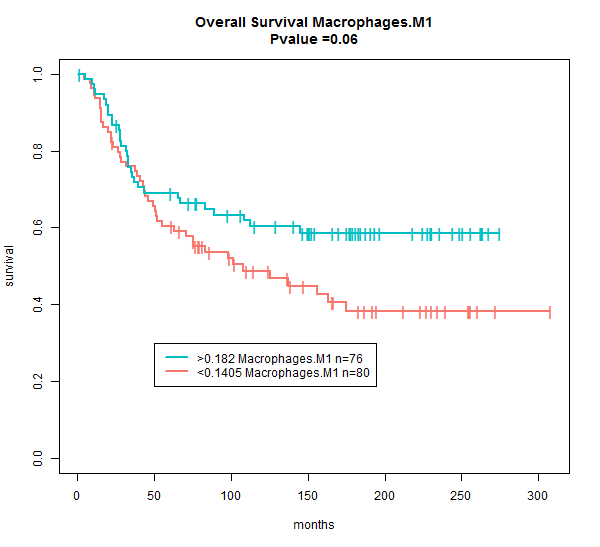 Overall Survival Macrophages.M1
Pvalue =0.06
survival
1.0
0.8
0.6
0.4
0.2
0.0
>0.182 Macrophages.M1 n=76
<0.1405 Macrophages.M1 n=80
0 50 100 150 200 250 300
months